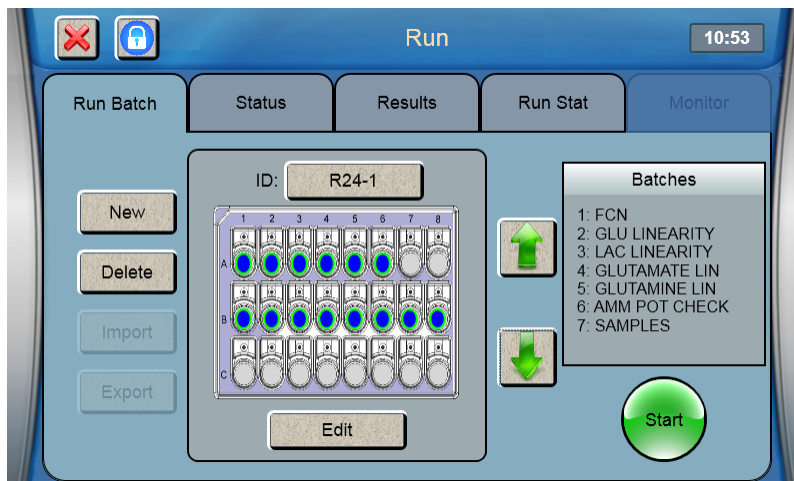 Run
10:53
Run Batch
Status
Results
Run Stat
Monitor
New
Delete
Import
Export
ID:
R24-1
1 2 3 4 5 6 7 8
A
B
C
Edit
Batches
1: FCN
2: GLU LINEARITY
3: LAC LINEARITY
4: GLUTAMATE LIN
5: GLUTAMINE LIN
6: AMM POT CHECK
7: SAMPLES
Start